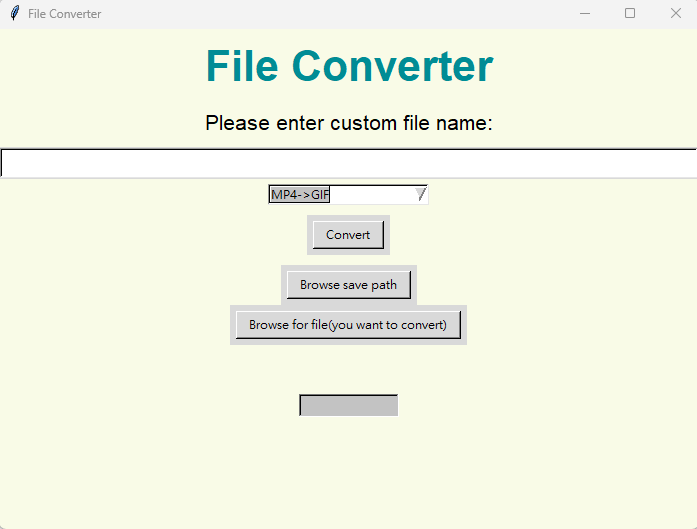 File Converter
File Converter
Please enter custom file name:
MP4->GIF
Convert
Browse save path
Browse for file(you want to convert)